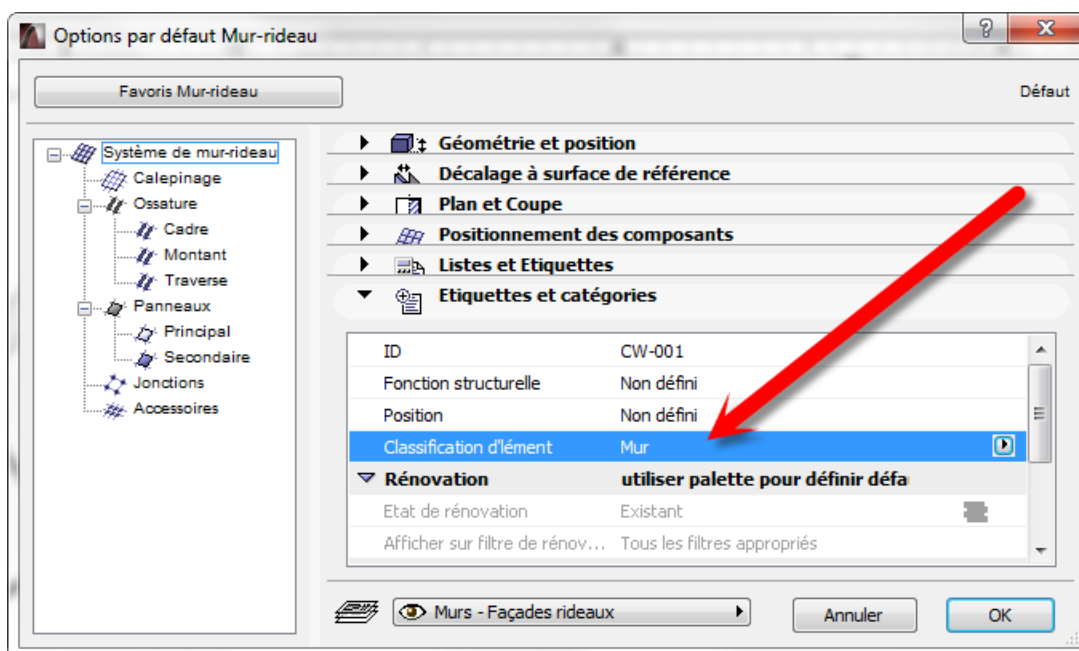 Options par défaut Mur-rideau
Favoris Mur-rideau
Défaut
Système de mur-rideau
Calepinage
Ossature
Cadre
Montant
Traverse
Panneaux
Principal
Secondaire
Jonctions
Accessoires
Géométrie et position
Décalage à surface de référence
Plan et Coupe
Positionnement des composants
Listes et Etiquettes
Etiquettes et catégories
ID CW-001
Fonction structurelle Non défini
Position Non défini
Classification d'lément Mur
Rénovation utiliser palette pour définir défa
Etat de rénovation Existant
Afficher sur filtre de rénov... Tous les filtres appropriés
Murs - Façades rideaux
Annuler
OK